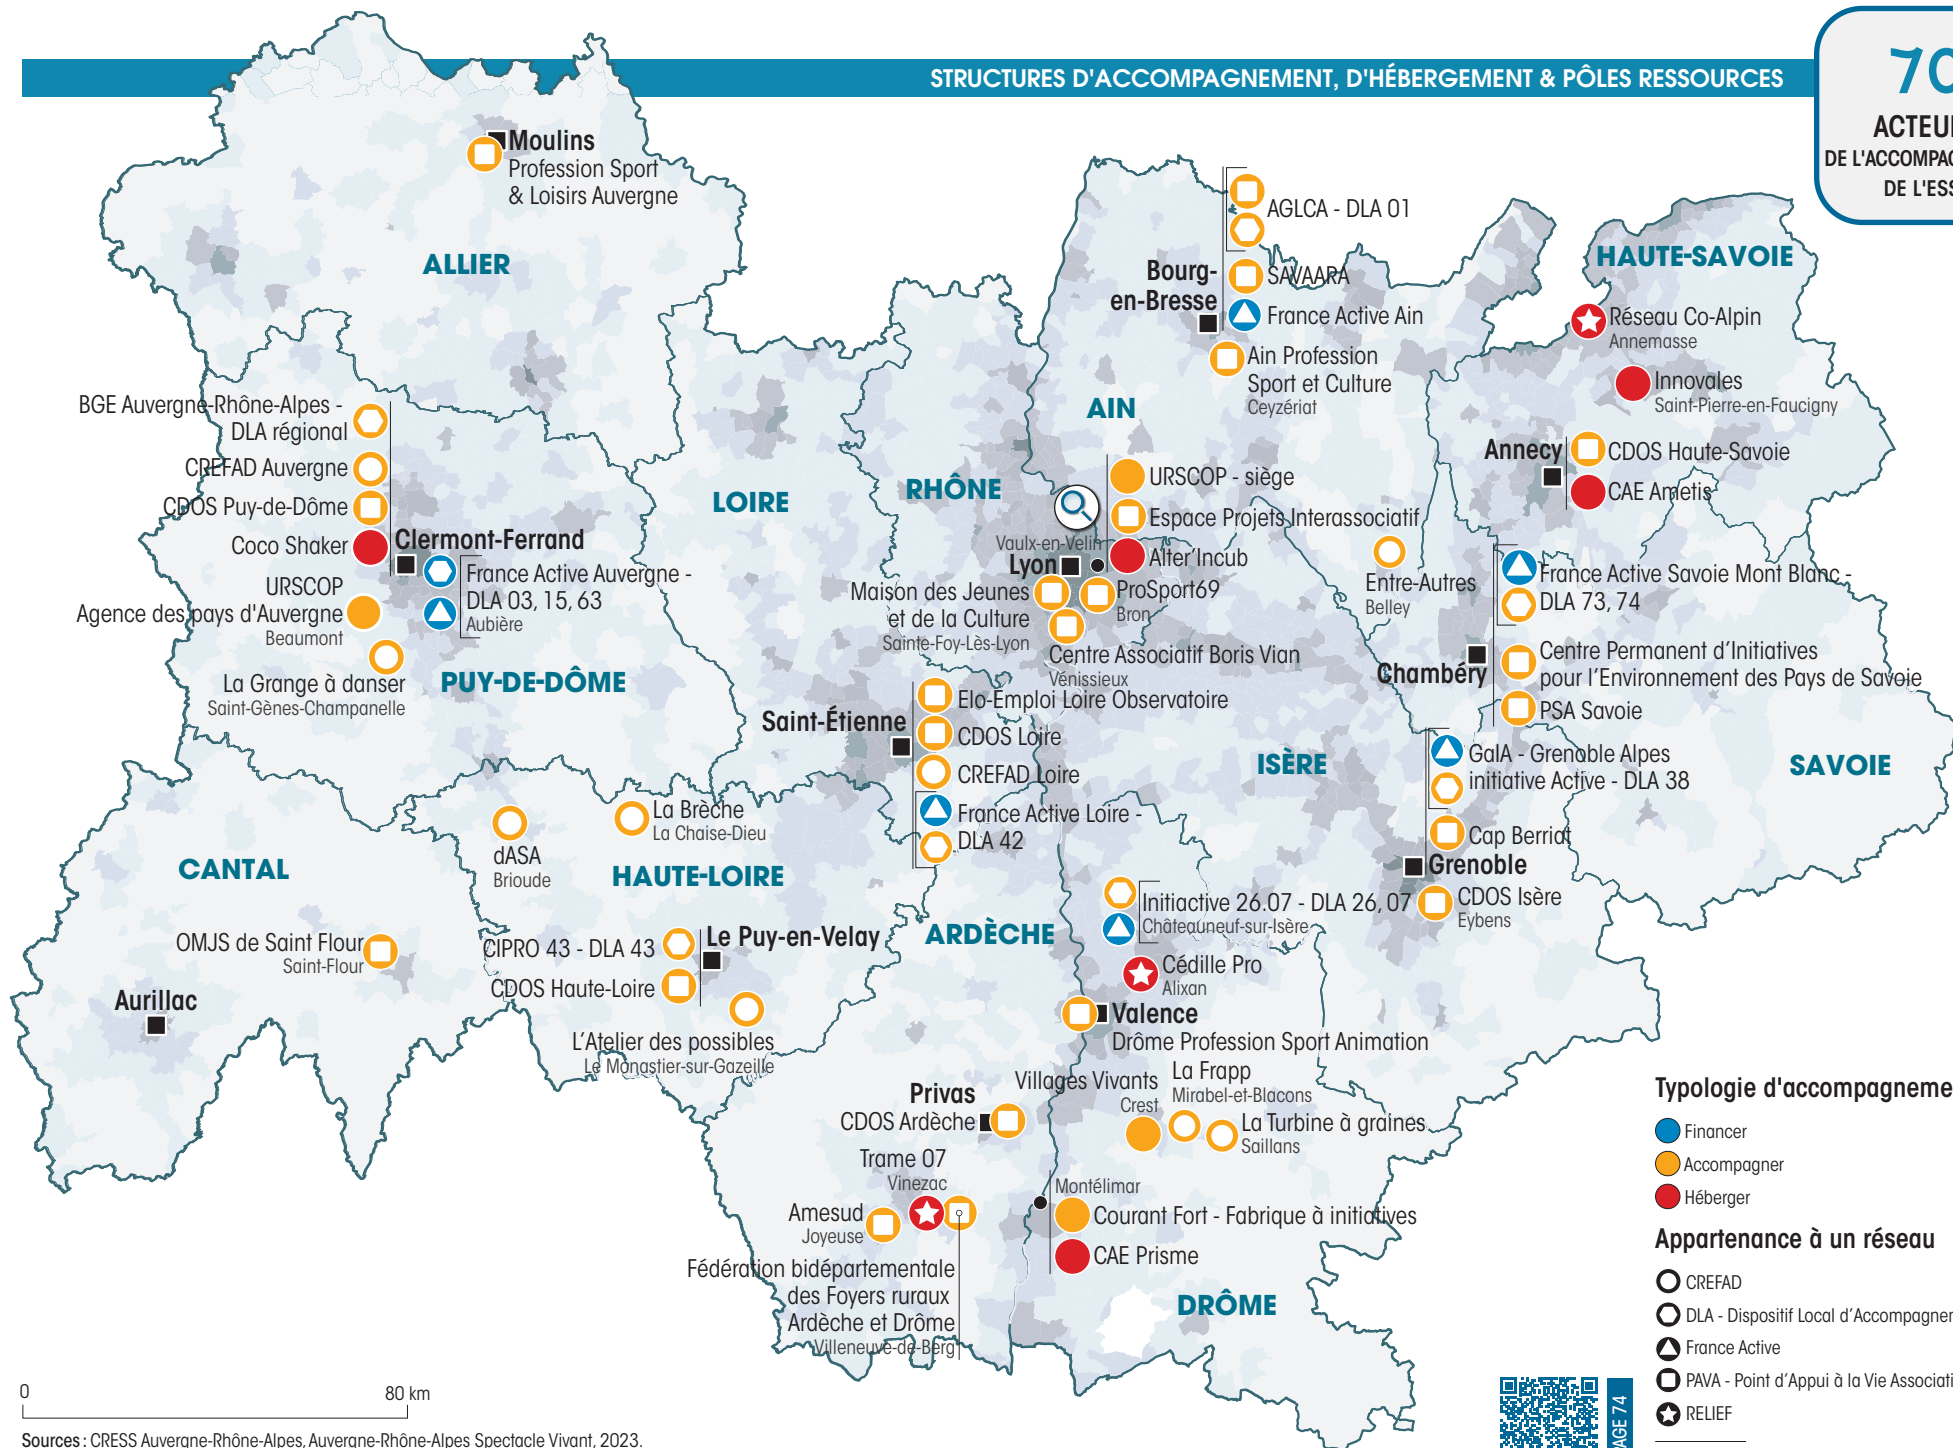 STRUCTURES D'ACCOMPAGNEMENT, D'HÉBERGEMENT & PÔLES RESSOURCES
70
DE L'ESS
Moulins
Profession Sport
& Loisirs Auvergne
ALLIER
AGLCA - DLA 01
Bourg-
en-Bresse
SAVAARA
France Active Ain
Ain Profession
Sport et Culture
Ceyzériat
AIN
HAUTE-SAVOIE
Réseau Co-Alpin
Annemasse
Innovales
Saint-Pierre-en-Faucigny
Annecy
CDOS Haute-Savoie
CAE Ametis
BGE Auvergne-Rhône-Alpes -
DLA régional
CREFAD Auvergne
CDOS Puy-de-Dôme
Coco Shaker
Clermont-Ferrand
France Active Auvergne -
DLA 03, 15, 63
Aubière
URSCOP
Agence des pays d'Auvergne
Beaumont
La Grange à danser
Saint-Gènes-Champanelle
PUY-DE-DÔME
LOIRE
RHÔNE
URSCOP - siège
Espace Projets Interassociatif
Vaulx-en-Velin
Alter'Incub
Lyon
Maison des Jeunes
et de la Culture
Sainte-Foy-Lès-Lyon
ProSport69
Bron
Centre Associatif Boris Vian
Vénissieux
Entre-Autres
Belley
France Active Savoie Mont Blanc -
DLA 73, 74
Chambéry
Centre Permanent d'Initiatives
pour l'Environnement des Pays de Savoie
PSA Savoie
Saint-Étienne
Elo-Emploi Loire Observatoire
CDOS Loire
CREFAD Loire
France Active Loire -
DLA 42
ISÈRE
SAVOIE
GaIA - Grenoble Alpes
initiative Active - DLA 38
Cap Berriat
Grenoble
CDOS Isère
Eybens
CANTAL
OMJS de Saint Flour
Saint-Flour
Aurillac
dASA
Brioude
La Brèche
La Chaise-Dieu
HAUTE-LOIRE
CIPRO 43 - DLA 43
Le Puy-en-Velay
CDOS Haute-Loire
L'Atelier des possibles
Le Monastier-sur-Gazeille
ARDÈCHE
Initiactive 26.07 - DLA 26, 07
Châteauneuf-sur-Isère
Cédille Pro
Alixan
Valence
Drôme Profession Sport Animation
Privas
CDOS Ardèche
Villages Vivants
Crest
La Frapp
Mirabel-et-Blacons
La Turbine à graines
Saillans
Trame 07
Vinezac
Amesud
Joyeuse
Fédération bidépartementale
des Foyers ruraux
Ardèche et Drôme
Villeneuve-de-Berg
Montélimar
Courant Fort - Fabrique à initiatives
CAE Prisme
DRÔME
Typologie d'accompagneme
Financer
Accompagner
Héberger
Appartenance à un réseau
CREFAD
DLA - Dispositif Local d'Accompagner
France Active
PAVA - Point d'Appui à la Vie Associati
RELIEF
AGE 74
0 80 km
Sources : CRESS Auvergne-Rhône-Alpes, Auvergne-Rhône-Alpes Spectacle Vivant, 2023.